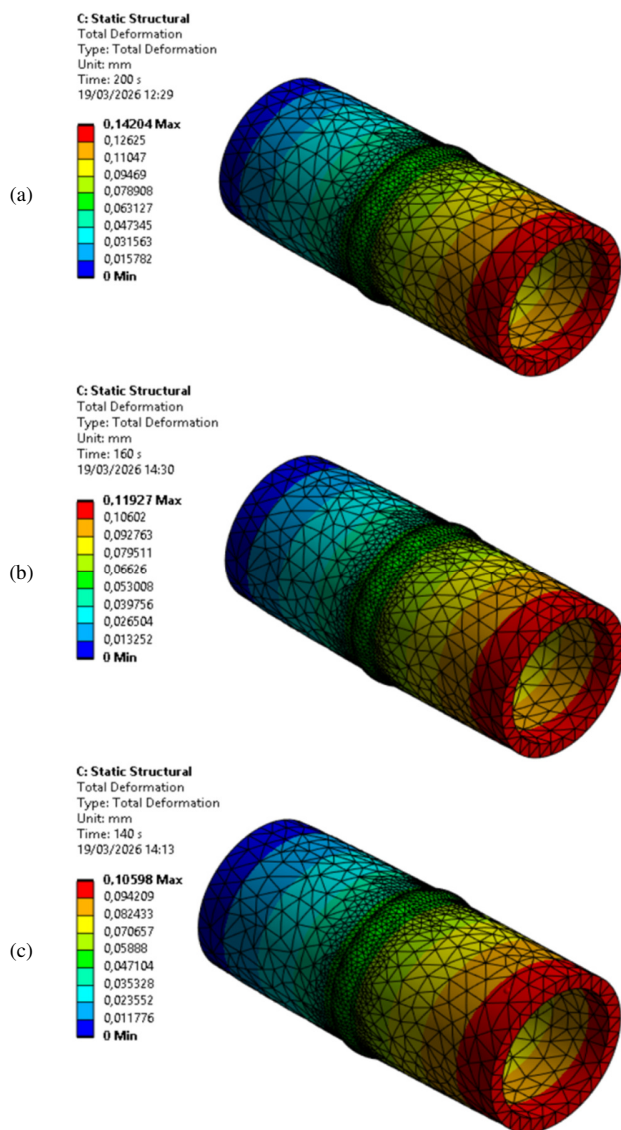 C: Static Structural
Total Deformation
Type: Total Deformation
Unit: mm
Time: 200 s
19/03/2026 12:29
0,14204 Max
0,12625
0,11047
0,09469
0,078908
0,063127
0,047345
0,031563
0,015782
0 Min
(a)
C: Static Structural
Total Deformation
Type: Total Deformation
Unit: mm
Time: 160 s
19/03/2026 14:30
0,11927 Max
0,10602
0,092763
0,079511
0,06626
0,053008
0,039756
0,026504
0,013252
0 Min
(b)
C: Static Structural
Total Deformation
Type: Total Deformation
Unit: mm
Time: 140 s
19/03/2026 14:13
0,10598 Max
0,094209
0,082433
0,070657
0,05888
0,047104
0,035328
0,023552
0,011776
0 Min
(c)